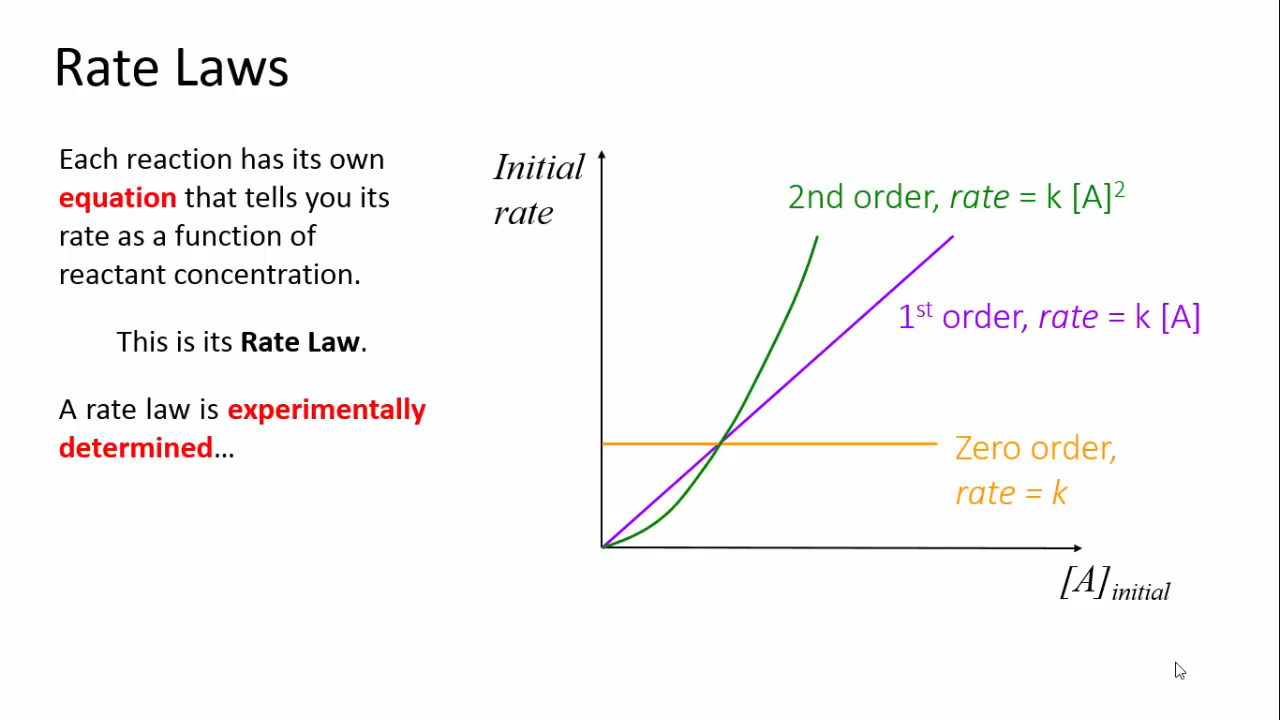 Rate Laws
Each reaction has its own
equation that tells you its
rate as a function of
reactant concentration.
This is its Rate Law.
A rate law is experimentally
determined…
Initial
rate
2nd order, rate = k [A]²
1ˢᵗ order, rate = k [A]
Zero order,
rate = k
[A]initial